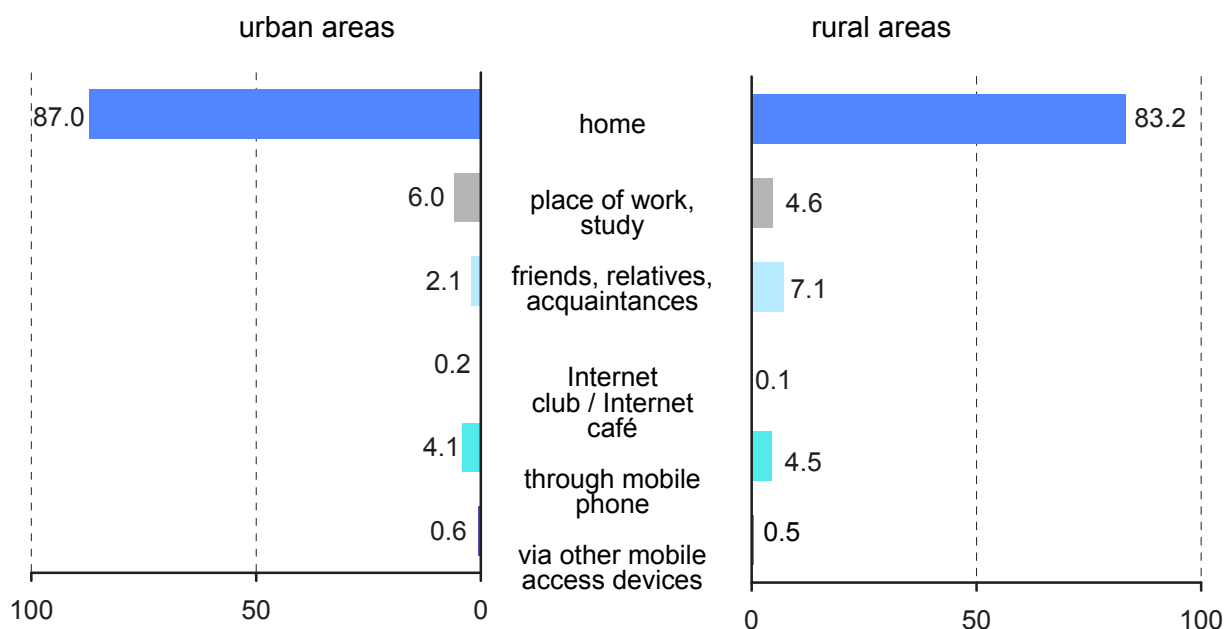 urban areas
rural areas
87.0
home
83.2
6.0
place of work,
study
4.6
2.1
friends, relatives,
acquaintances
7.1
0.2
Internet
club / Internet
café
0.1
4.1
through mobile
phone
4.5
0.6
via other mobile
access devices
0.5
100
50
0
0
50
100